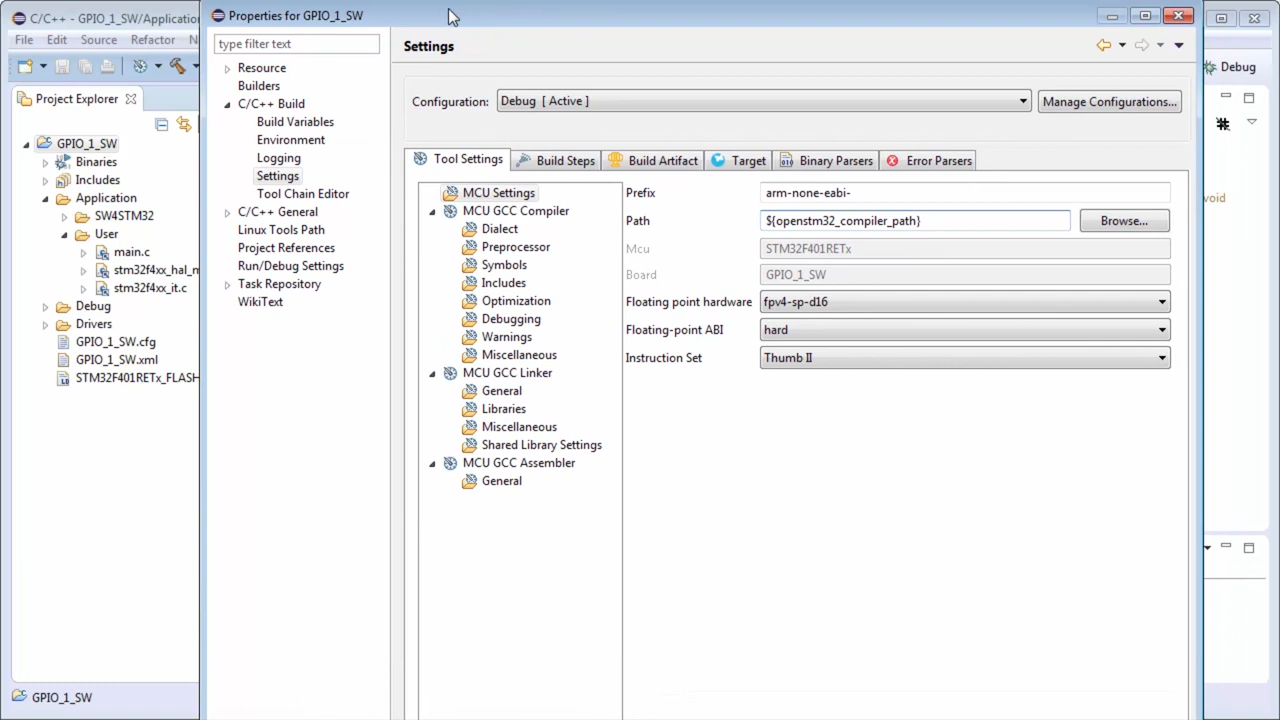 C/C++ - GPIO_1_SW/Application
File Edit Source Refactor N
Project Explorer
GPIO_1_SW
Binaries
Includes
Application
SW4STM32
User
main.c
stm32f4xx_hal_m
stm32f4xx_it.c
Debug
Drivers
GPIO_1_SW.cfg
GPIO_1_SW.xml
STM32F401RETx_FLASH
GPIO_1_SW
Properties for GPIO_1_SW
type filter text
Resource
Builders
C/C++ Build
Build Variables
Environment
Logging
Settings
Tool Chain Editor
C/C++ General
Linux Tools Path
Project References
Run/Debug Settings
Task Repository
WikiText
Settings
Configuration: Debug [ Active ] Manage Configurations...
Tool Settings Build Steps Build Artifact Target Binary Parsers Error Parsers
MCU Settings
MCU GCC Compiler
Dialect
Preprocessor
Symbols
Includes
Optimization
Debugging
Warnings
Miscellaneous
MCU GCC Linker
General
Libraries
Miscellaneous
Shared Library Settings
MCU GCC Assembler
General
Prefix arm-none-eabi-
Path ${openstm32_compiler_path} Browse...
Mcu STM32F401RETx
Board GPIO_1_SW
Floating point hardware fpv4-sp-d16
Floating-point ABI hard
Instruction Set Thumb II
Debug
void